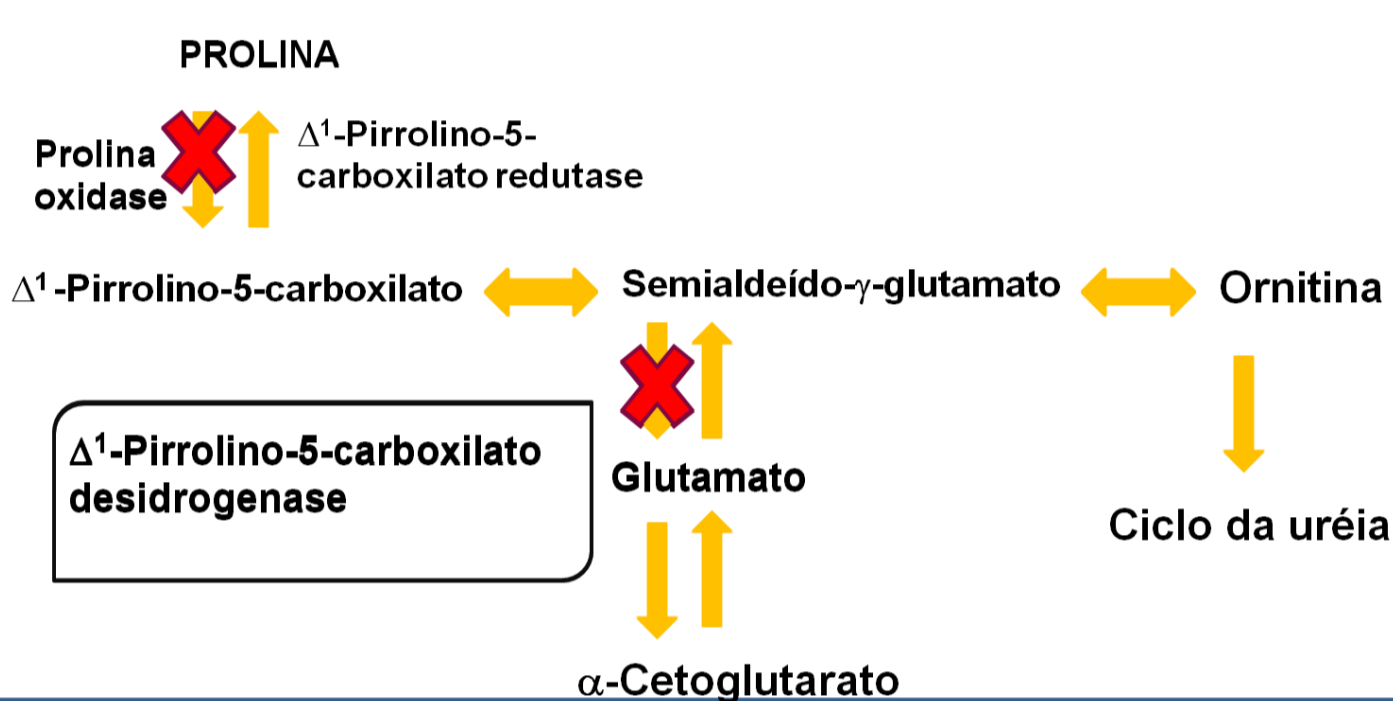 PROLINA
Prolina
oxidase
Δ¹-Pirrolino-5-
carboxilato redutase
Δ¹-Pirrolino-5-carboxilato
Semialdeído-γ-glutamato
Ornitina
Δ¹-Pirrolino-5-carboxilato
desidrogenase
Glutamato
Ciclo da uréia
α-Cetoglutarato